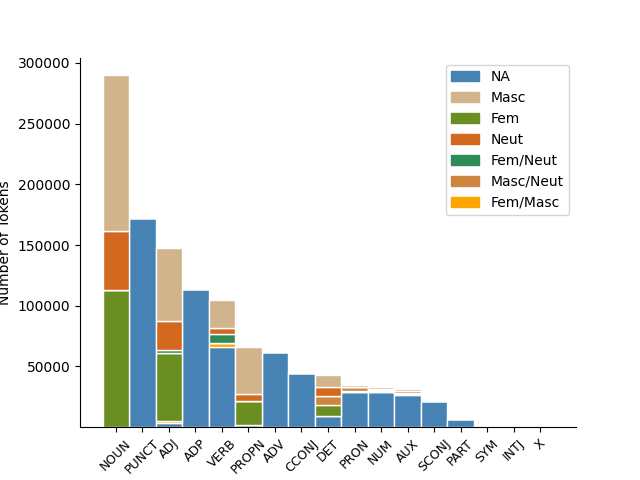 300000
250000
200000
150000
100000
50000
Number of Tokens
NA
Masc
Fem
Neut
Fem/Neut
Masc/Neut
Fem/Masc
NOUN
PUNCT
ADJ
ADP
VERB
PROPN
ADV
CCONJ
DET
PRON
NUM
AUX
SCONJ
PART
SYM
INTJ
X